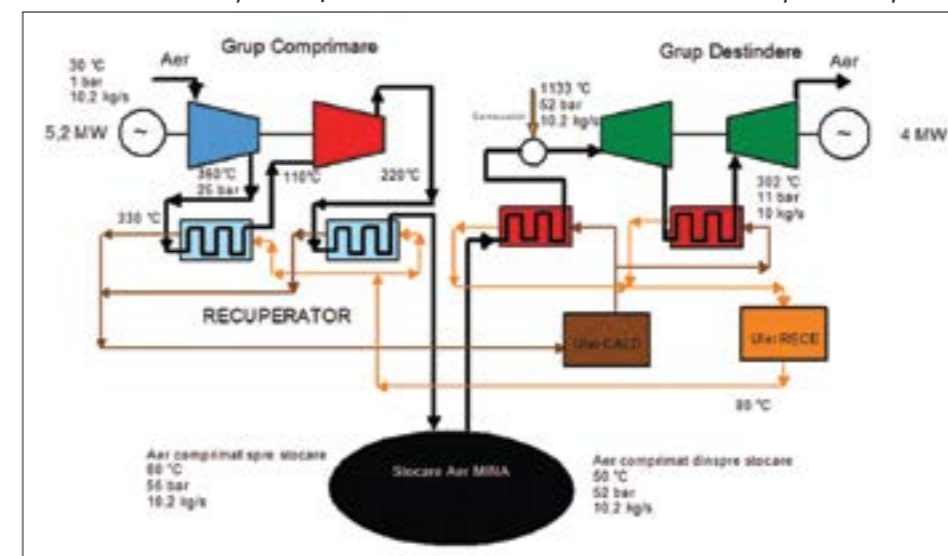 Grup Comprimare
Grup Destindere
30 °C
1 bar
10,2 kg/s
Aer
5,2 MW
~
360°C
25 bar
110°C
220°C
330 °C
1133 °C
52 bar
10.2 kg/s
Aer
~
4 MW
302 °C
11 bar
10 kg/s
RECUPERATOR
Ulei CALD
Ulei RECE
Aer comprimat spre stocare
60 °C
56 bar
10,2 kg/s
Stocare Aer MINA
Aer comprimat dinspre stocare
50 °C
52 bar
10,2 kg/s